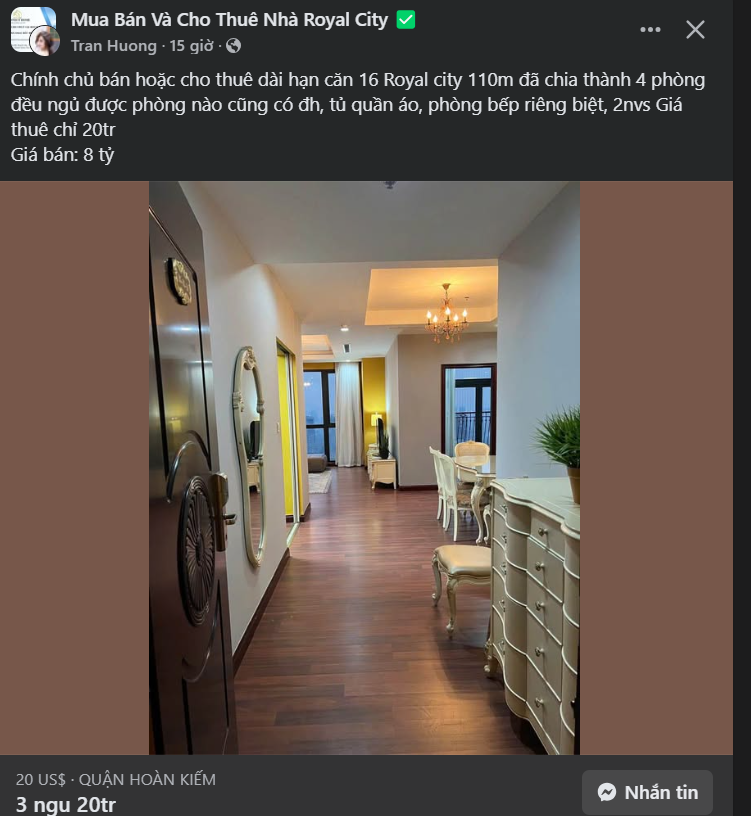 Mua Bán Và Cho Thuê Nhà Royal City
Tran Huong · 15 giờ ·
Chính chủ bán hoặc cho thuê dài hạn căn 16 Royal city 110m đã chia thành 4 phòng
đều ngủ được phòng nào cũng có đh, tủ quần áo, phòng bếp riêng biệt, 2nvs Giá
thuê chỉ 20tr
Giá bán: 8 tỷ
20 US$ · QUẬN HOÀN KIẾM
3 ngu 20tr
Nhắn tin